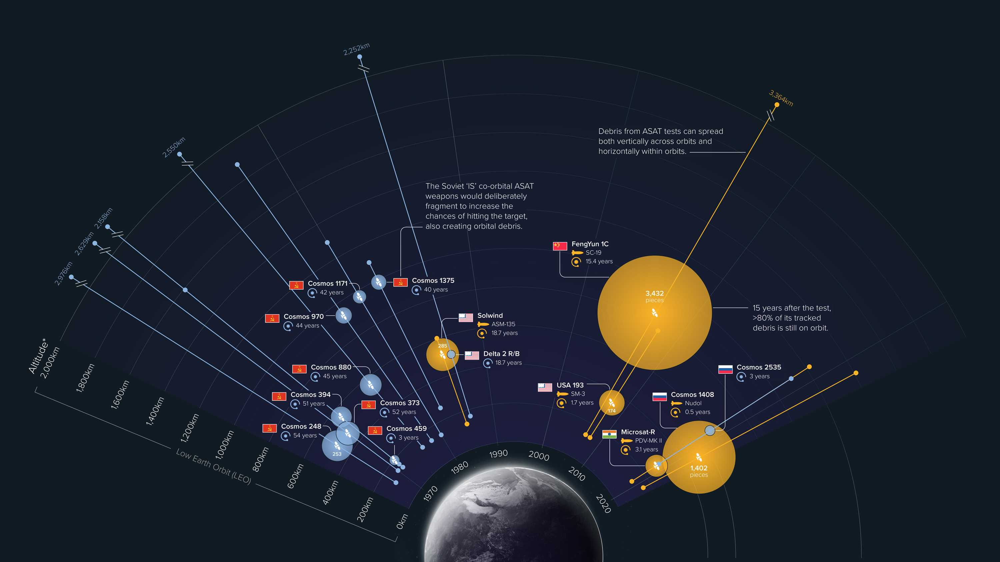 2,252km
3,364km
2,550km
2,158km
2,629km
2,976km
Debris from ASAT tests can spread
both vertically across orbits and
horizontally within orbits.
The Soviet ‘IS’ co-orbital ASAT
weapons would deliberately
fragment to increase the
chances of hitting the target,
also creating orbital debris.
FengYun 1C
SC-19
15.4 years
3,432
pieces
15 years after the test,
>80% of its tracked
debris is still on orbit.
Cosmos 1171
42 years
Cosmos 1375
40 years
Cosmos 970
44 years
Solwind
ASM-135
18.7 years
285
Delta 2 R/B
18.7 years
Cosmos 880
45 years
Cosmos 394
51 years
Cosmos 373
52 years
Cosmos 248
54 years
253
Cosmos 459
3 years
USA 193
SM-3
1.7 years
174
Cosmos 2535
3 years
Cosmos 1408
Nudol
0.5 years
1,402
pieces
Microsat-R
PDV-MK II
3.1 years
Altitude*
2,000km
1,800km
1,600km
1,400km
1,200km
1,000km
800km
600km
400km
200km
0km
Low Earth Orbit (LEO)
1970
1980
1990
2000
2010
2020